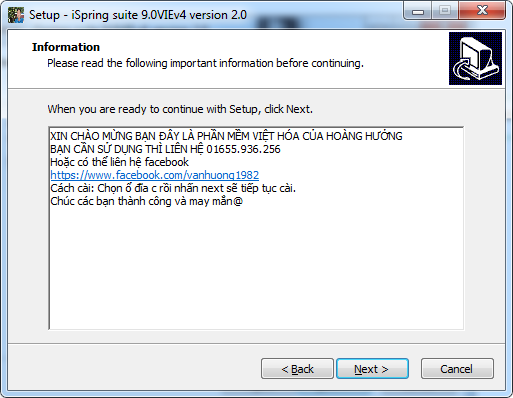 Setup - iSpring suite 9.0VIEv4 version 2.0
Information
Please read the following important information before continuing.
When you are ready to continue with Setup, click Next.
XIN CHÀO MỪNG BẠN ĐÂY LÀ PHẦN MỀM VIỆT HÓA CỦA HOÀNG HƯỞNG
BẠN CẦN SỬ DỤNG THÌ LIÊN HỆ 01655.936.256
Hoặc có thể liên hệ facebook
https://www.facebook.com/vanhuong1982
Cách cài: Chọn ổ đĩa c rồi nhấn next sẽ tiếp tục cài.
Chúc các bạn thành công và may mắn@
< Back
Next >
Cancel